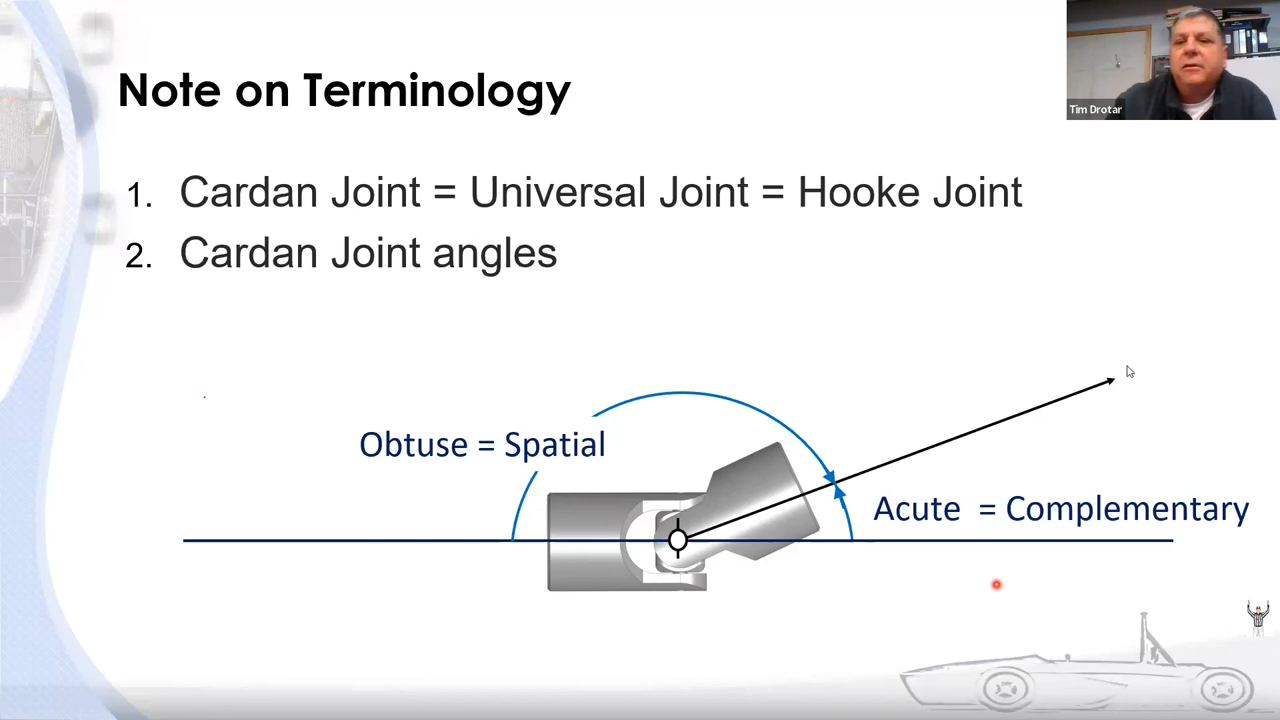 Note on Terminology
Tim Drotar
1. Cardan Joint = Universal Joint = Hooke Joint
2. Cardan Joint angles
Obtuse = Spatial
Acute = Complementary